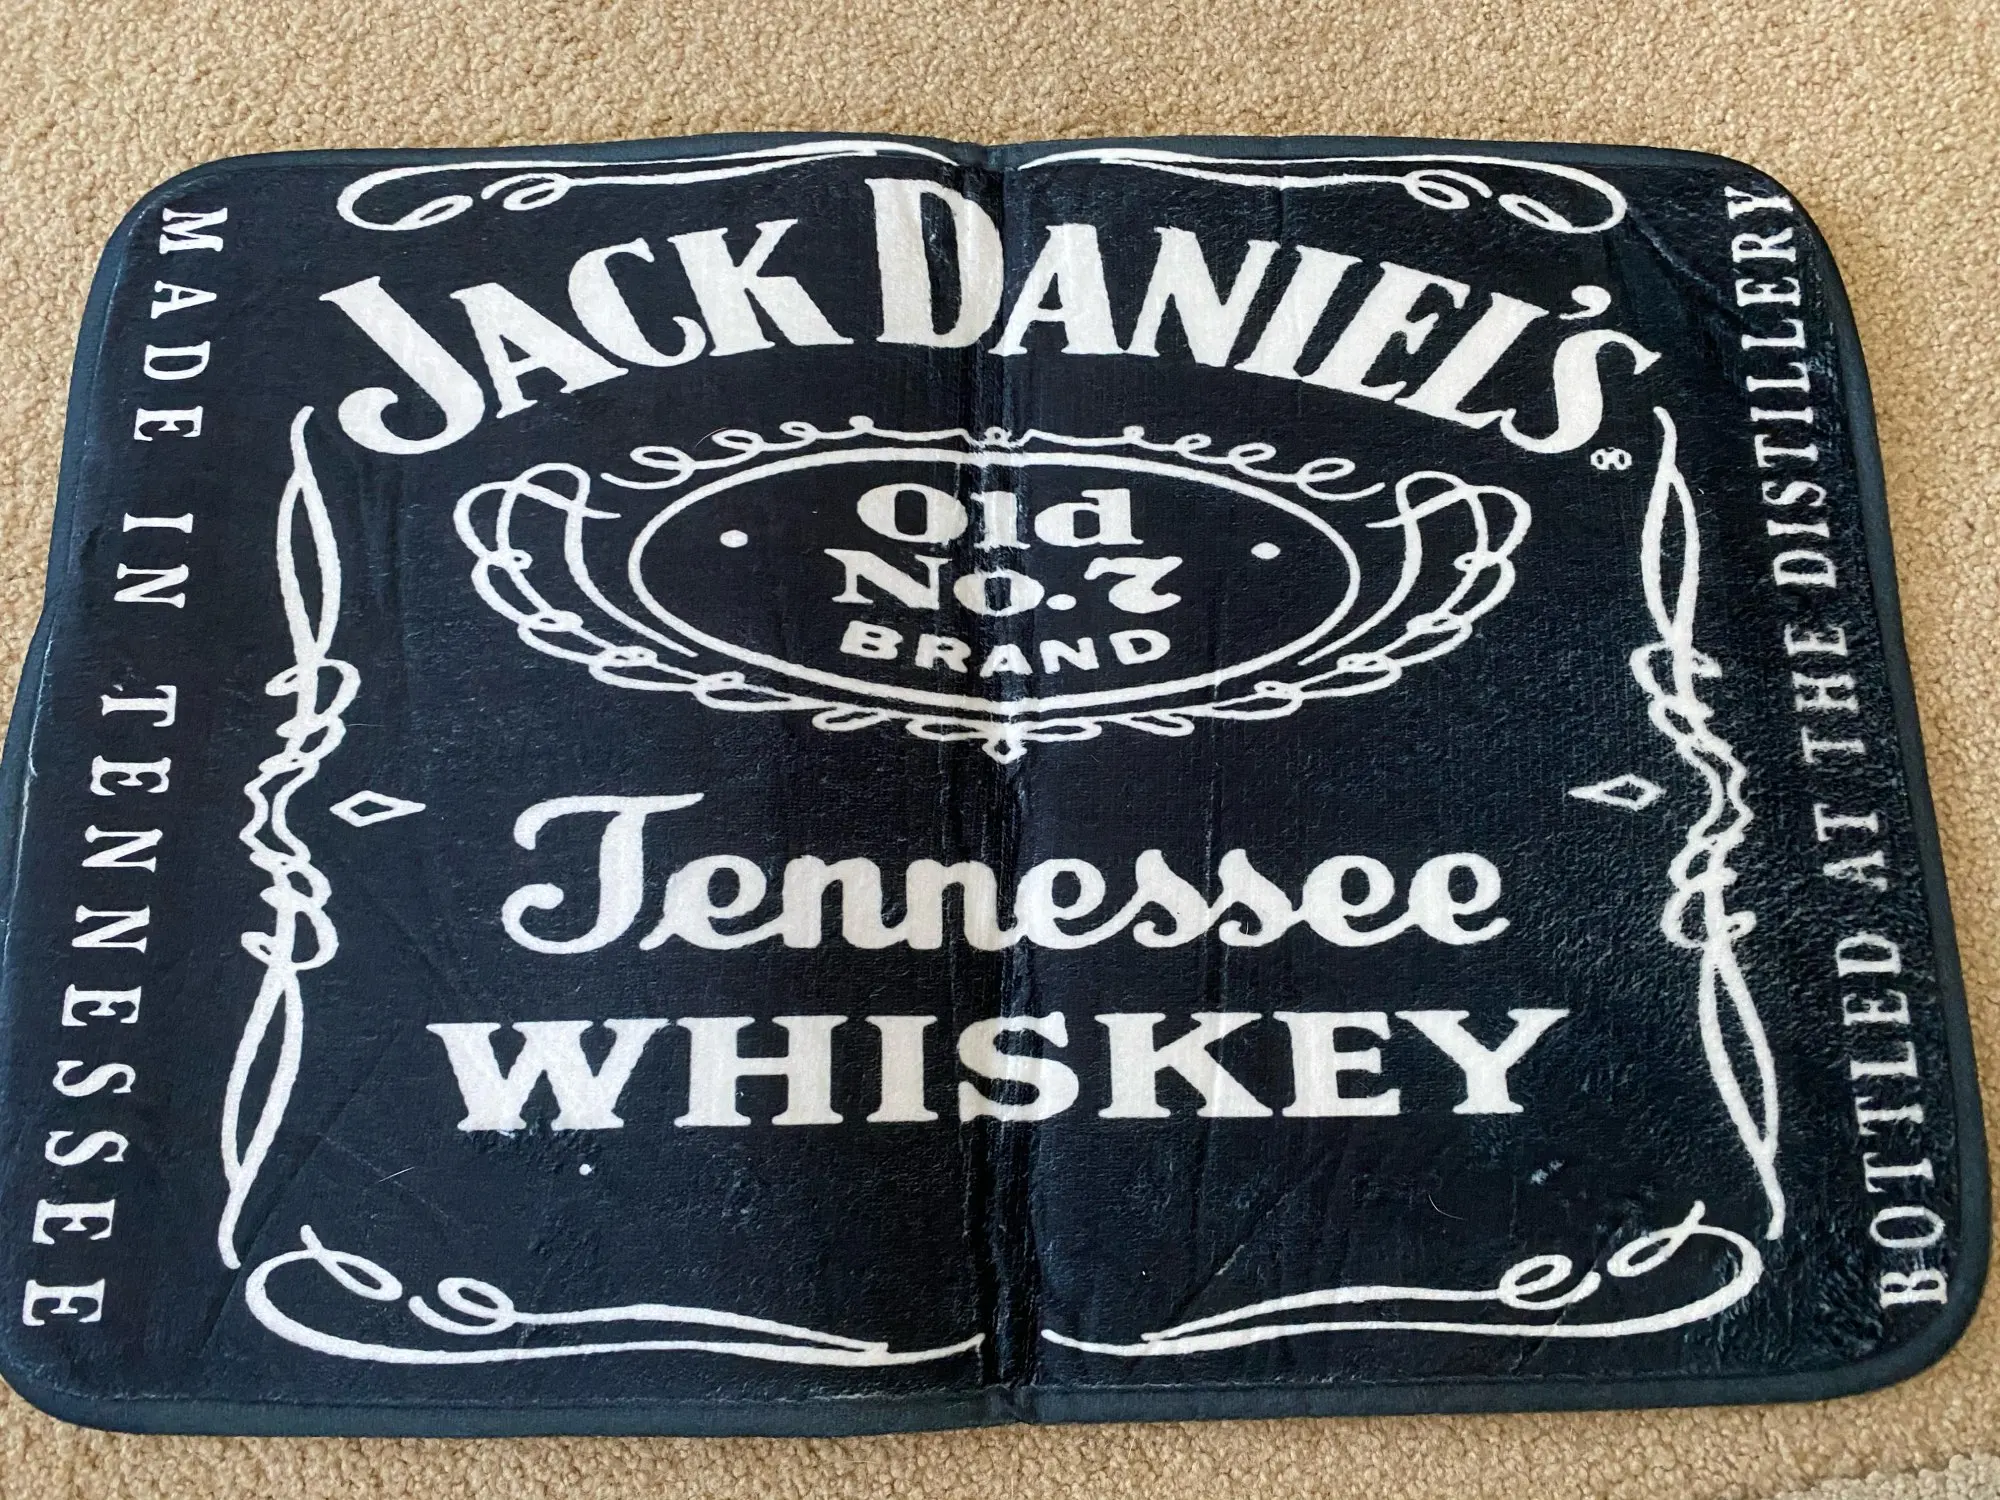 JACK DANIEL'S
Old
No. 7
BRAND
Tennessee
WHISKEY
MADE IN TENNESSEE
BOTTLED AT THE DISTILLERY